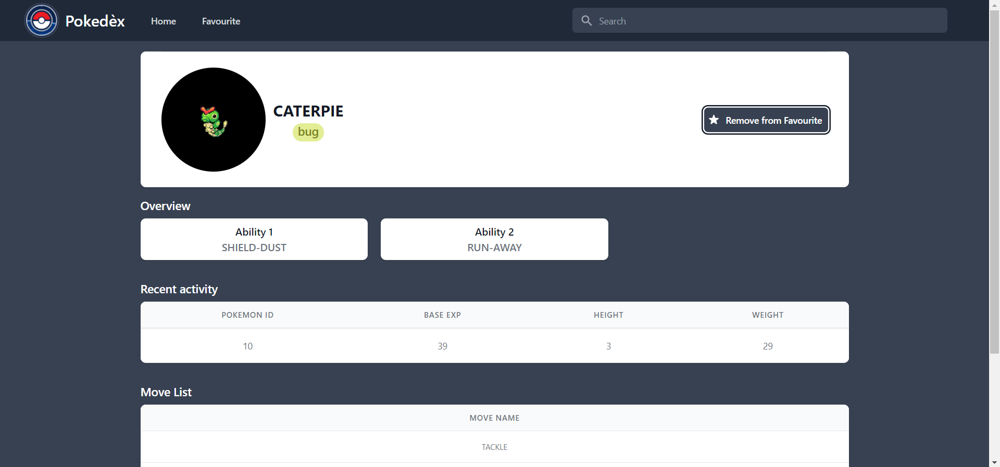 Pokedèx
Home
Favourite
Search
CATERPIE
bug
Remove from Favourite
Overview
Ability 1
SHIELD-DUST
Ability 2
RUN-AWAY
Recent activity
POKEMON ID BASE EXP HEIGHT WEIGHT
10 39 3 29
Move List
MOVE NAME
TACKLE